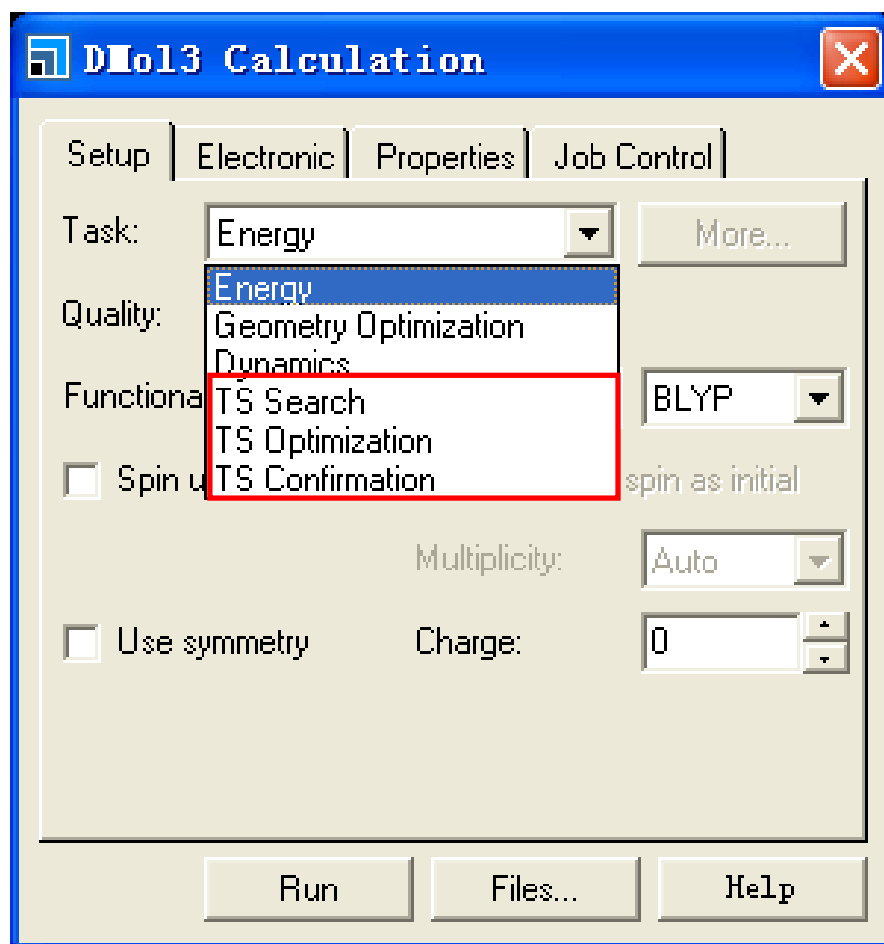 DMol3 Calculation
Setup Electronic Properties Job Control
Task: Energy More...
Energy
Quality:
Geometry Optimization
Dynamics
Functiona BLYP
TS Search
TS Optimization
Spin u TS Confirmation spin as initial
Multiplicity: Auto
Use symmetry Charge: 0
Run Files... Help